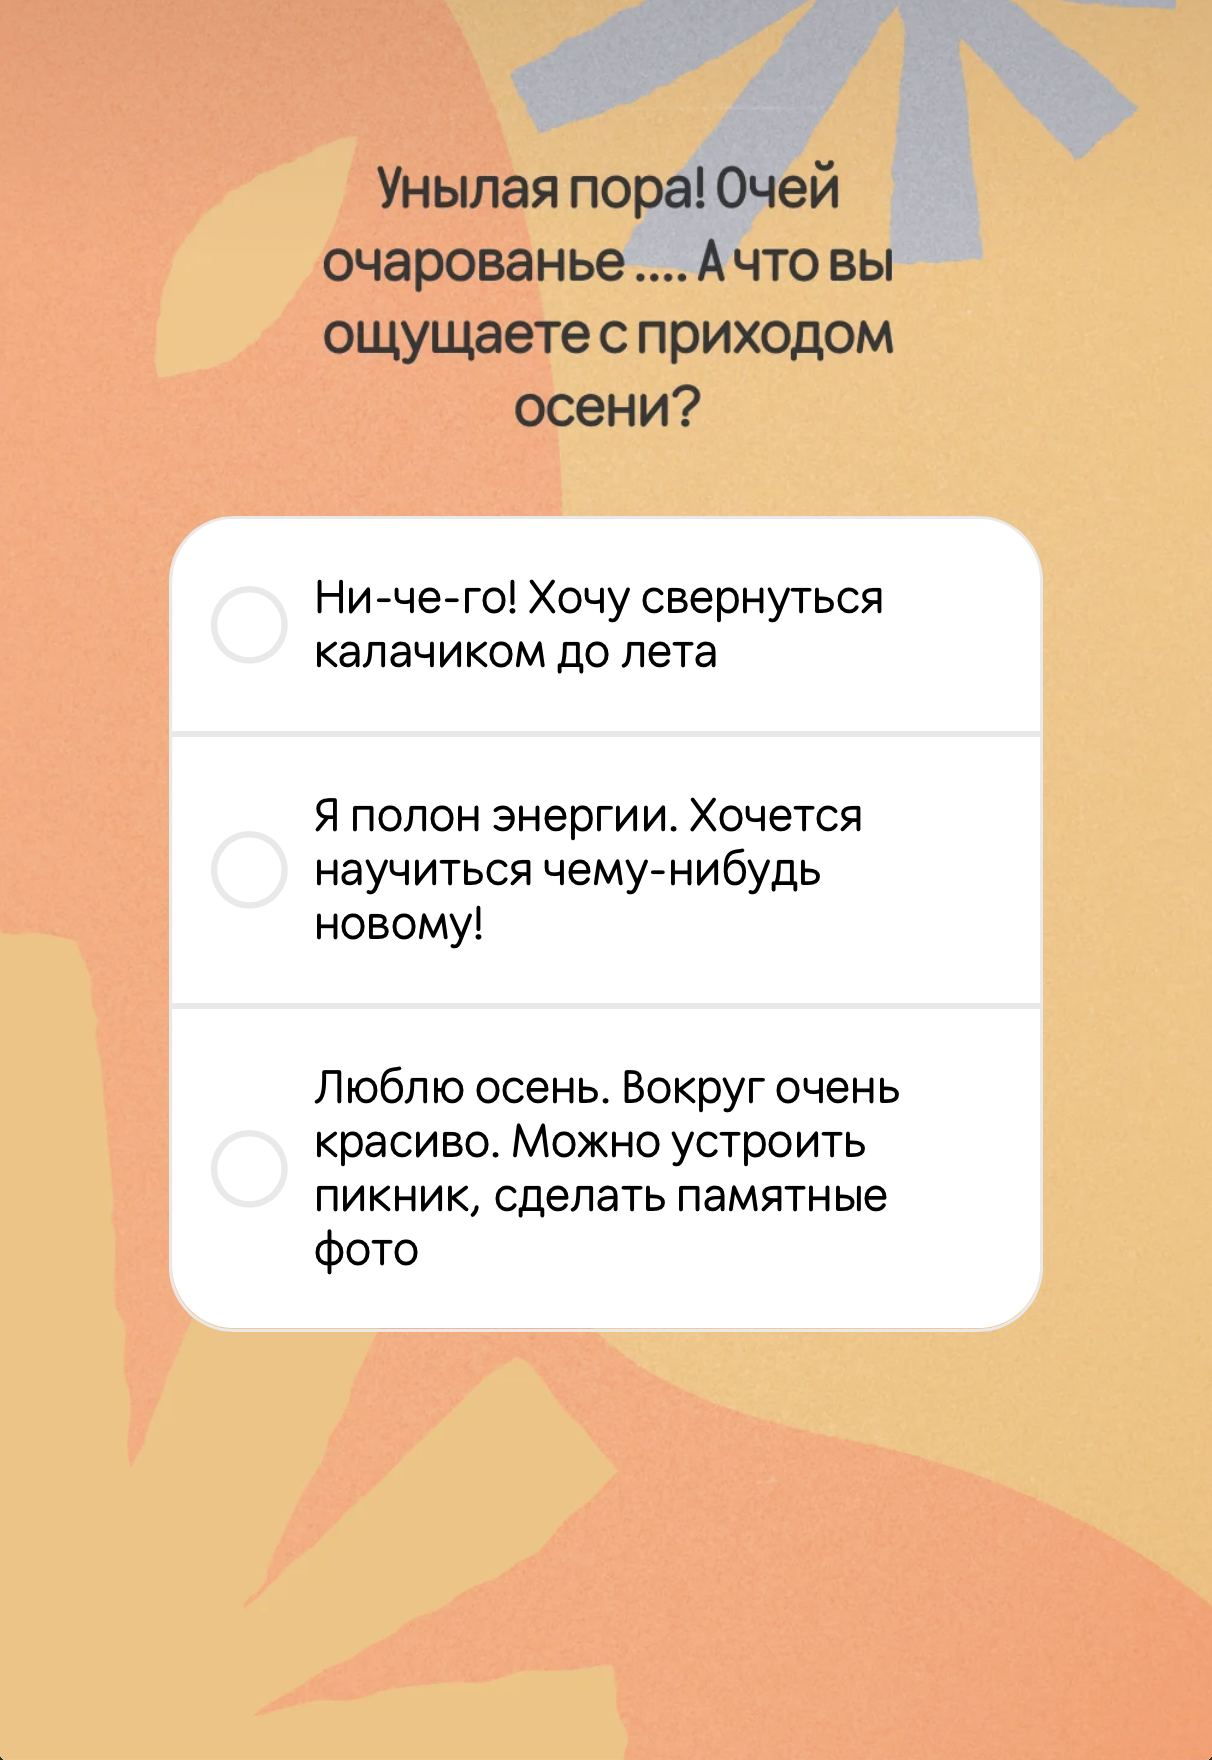 Унылая пора! Очей
очарованье .... А что вы
ощущаете с приходом
осени?
Ни-че-го! Хочу свернуться
калачиком до лета
Я полон энергии. Хочется
научиться чему-нибудь
новому!
Люблю осень. Вокруг очень
красиво. Можно устроить
пикник, сделать памятные
фото